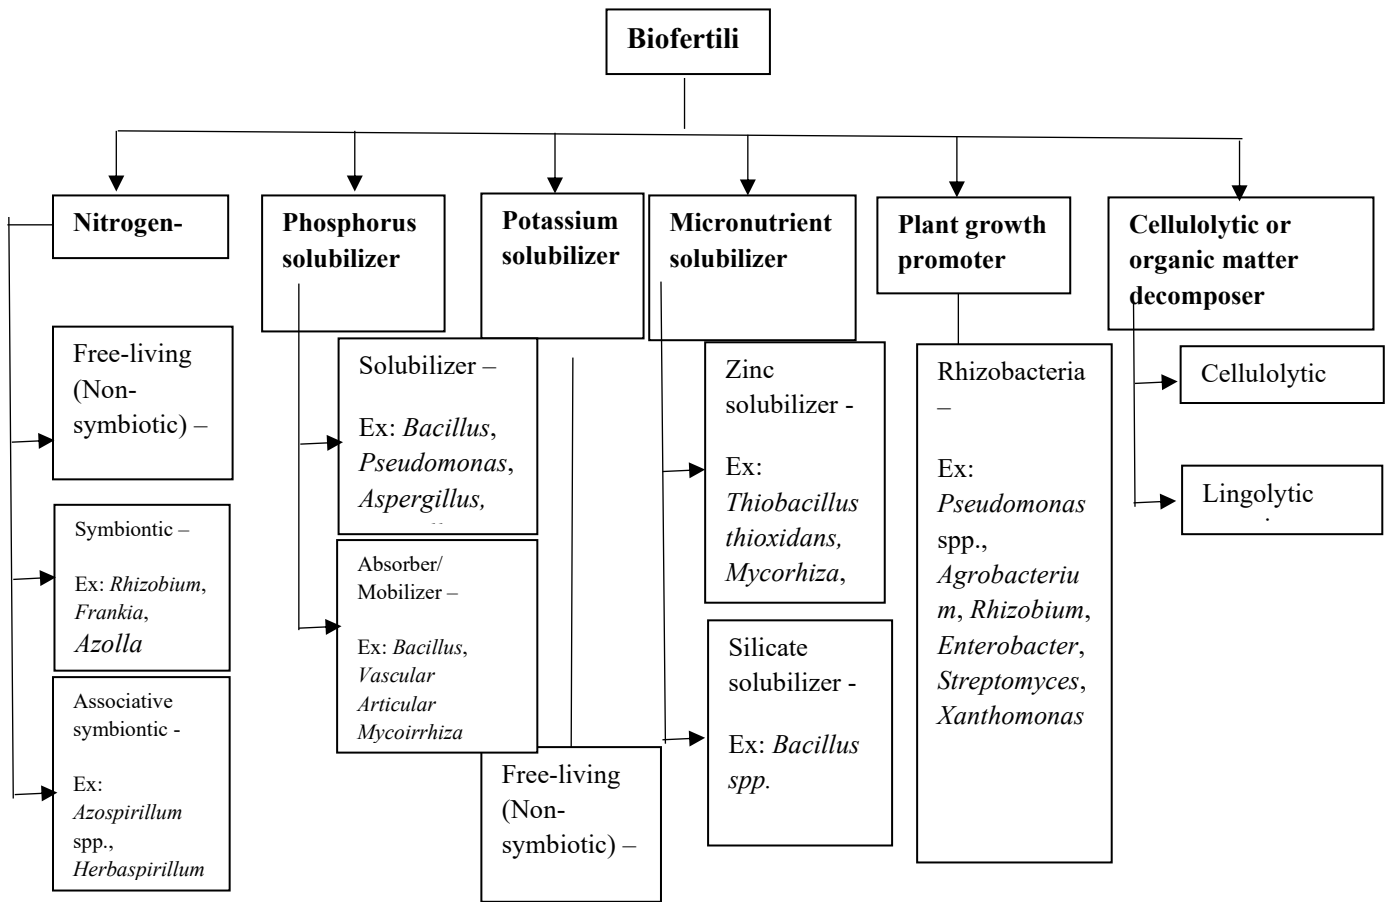 Biofertili
Nitrogen-
Free-living
(Non-
symbiotic) –
Symbiontic –
Ex: Rhizobium,
Frankia,
Azolla
Associative
symbiontic -
Ex:
Azospirillum
spp.,
Herbaspirillum
Phosphorus
solubilizer
Solubilizer –
Ex: Bacillus,
Pseudomonas,
Aspergillus,
Absorber/
Mobilizer –
Ex: Bacillus,
Vascular
Articular
Mycoirrhiza
Potassium
solubilizer
Free-living
(Non-
symbiotic) –
Micronutrient
solubilizer
Zinc
solubilizer -
Ex:
Thiobacillus
thioxidans,
Mycorhiza,
Silicate
solubilizer -
Ex: Bacillus
spp.
Plant growth
promoter
Rhizobacteria
–
Ex:
Pseudomonas
spp.,
Agrobacteriu
m, Rhizobium,
Enterobacter,
Streptomyces,
Xanthomonas
Cellulolytic or
organic matter
decomposer
Cellulolytic
Lingolytic